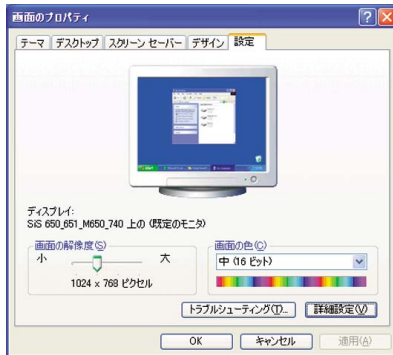 画面のプロパティ
テーマ デスクトップ スクリーン セーバー デザイン 設定
ディスプレイ:
SiS 650_651_M650_740 上の (既定のモニタ)
画面の解像度(S) 画面の色(C)
小 大 中 (16 ビット)
1024 x 768 ピクセル
トラブルシューティング(T)... 詳細設定(V)
OK キャンセル 適用(A)